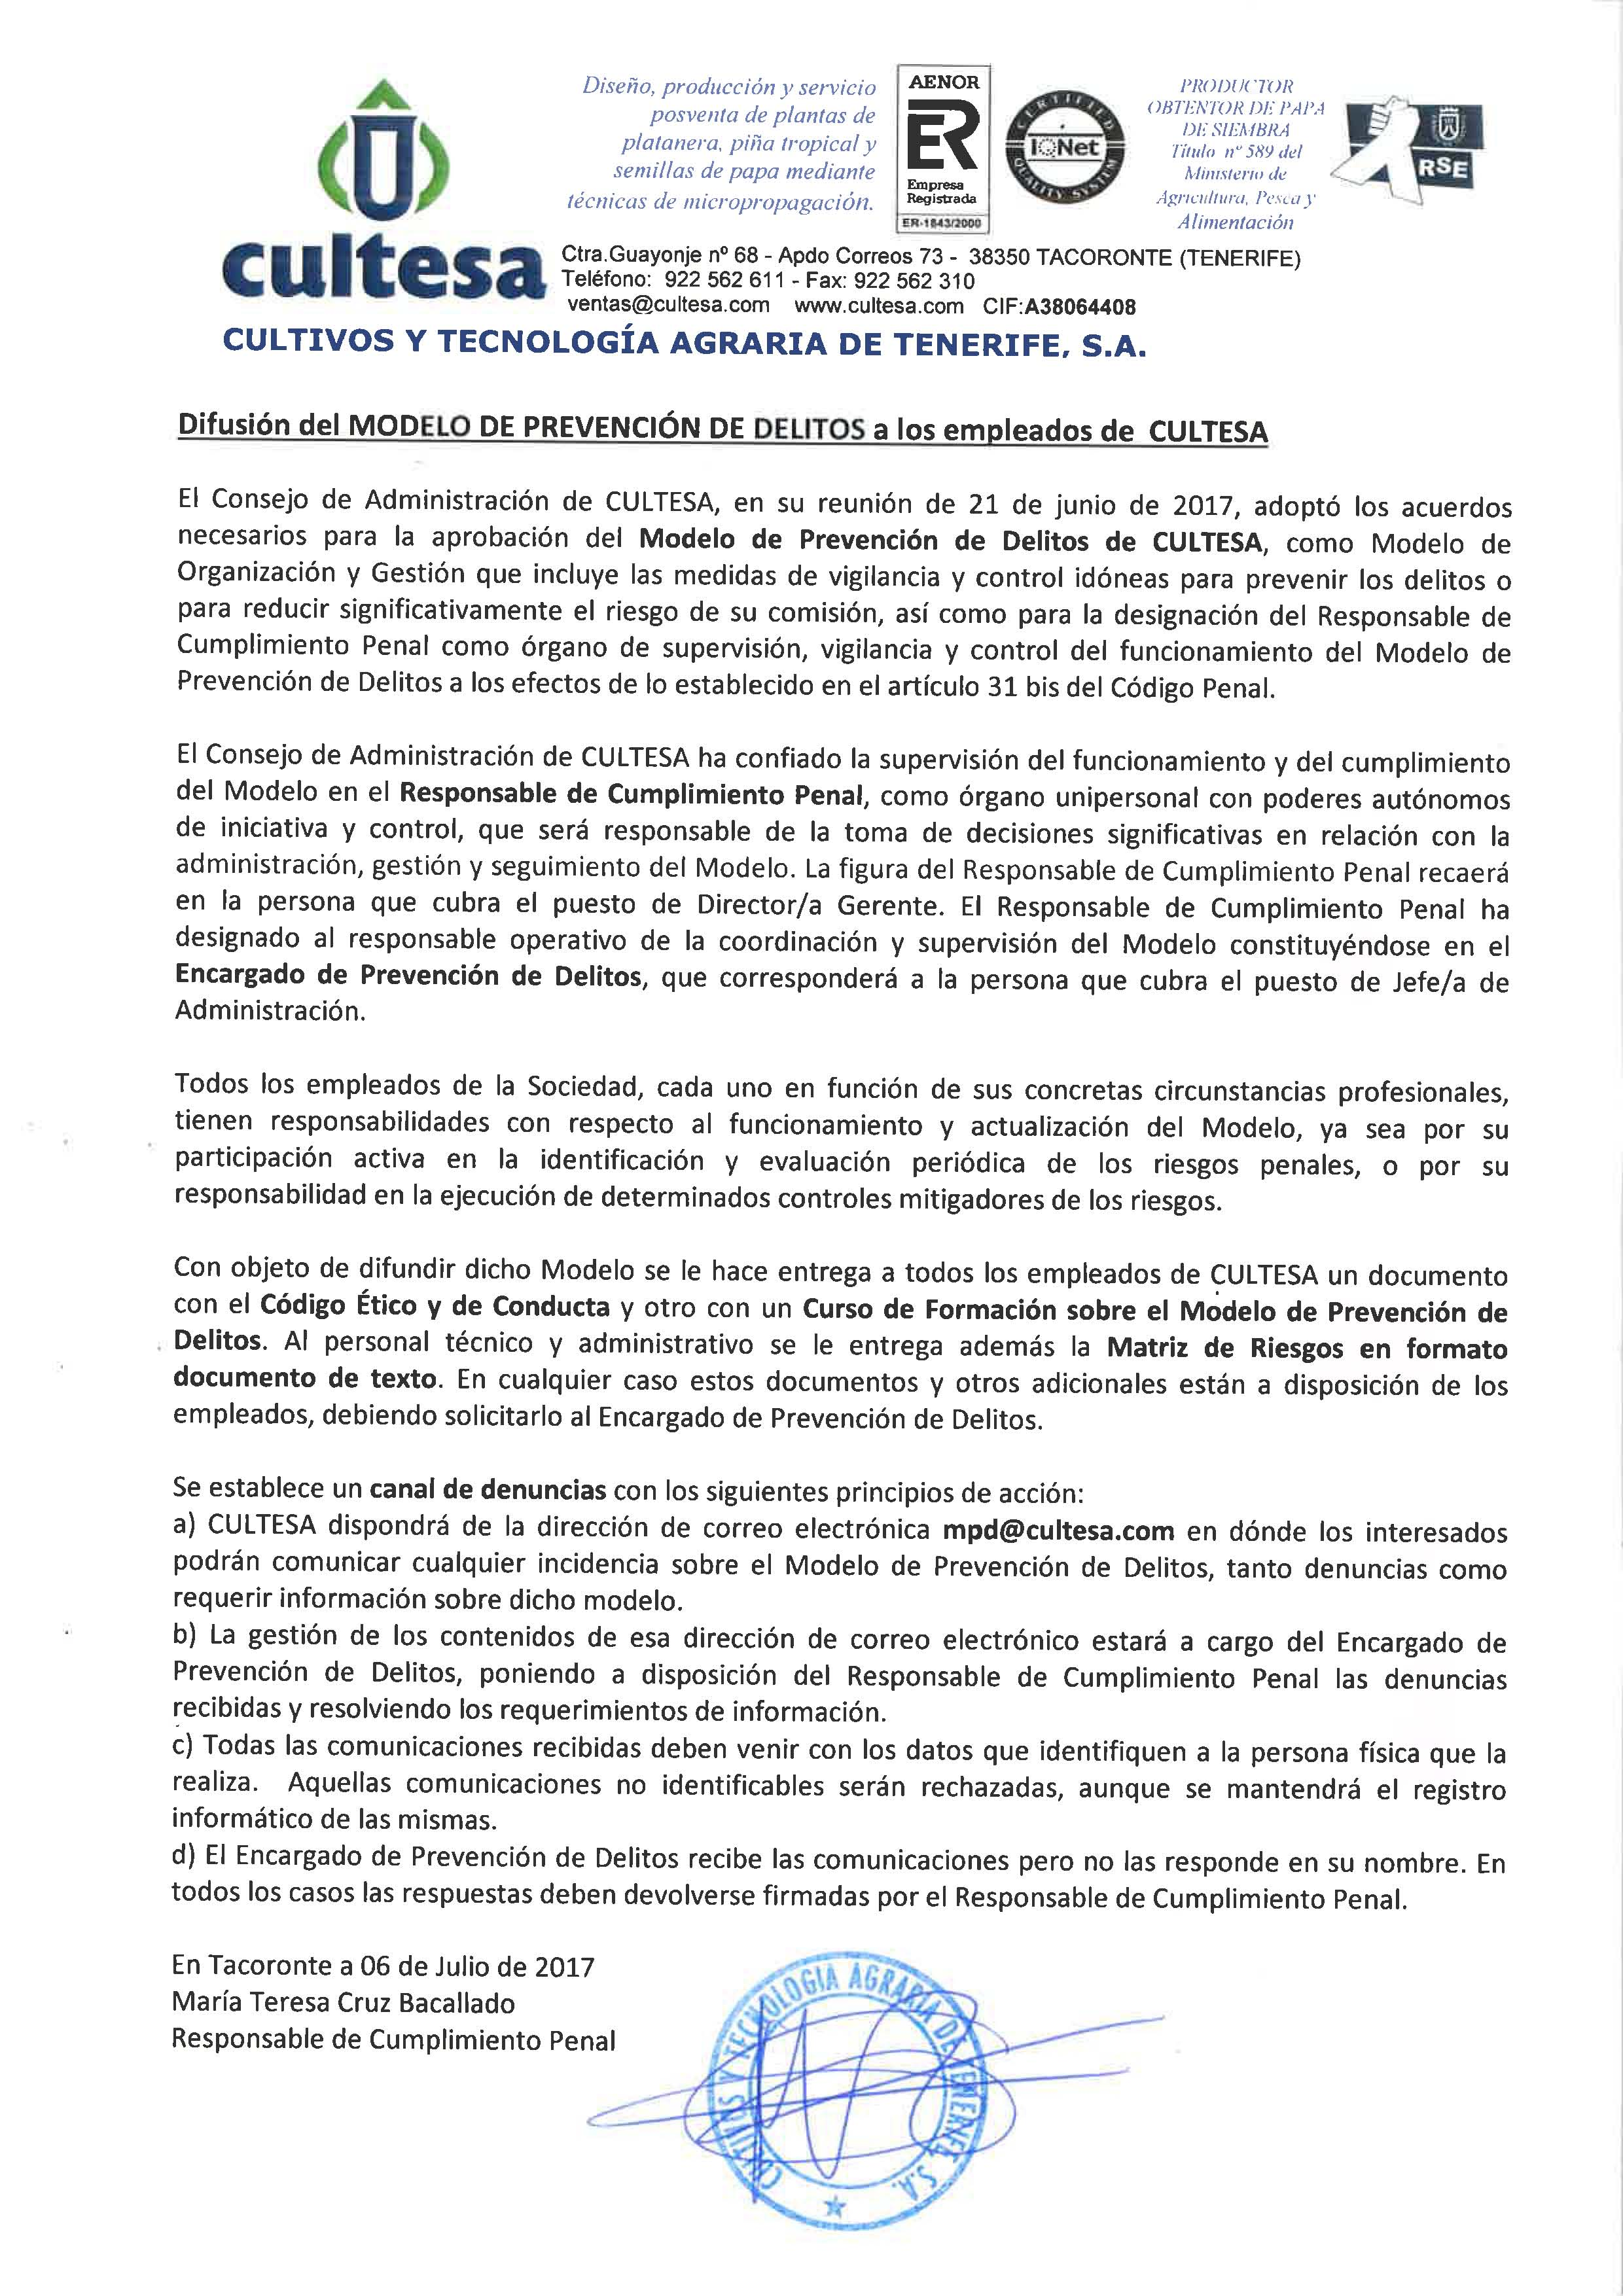 Diseño, producción y servicio
posventa de plantas de
platanera, piña tropical y
semillas de papa mediante
técnicas de micropropagación.
AENOR
ER
Empresa
Registrada
ER-1843/2000
CERTIFIED
IQNet
QUALITY SYSTEM
PRODUCTOR
OBTENTOR DE PAPA
DE SIEMBRA
Título nº 589 del
Ministerio de
Agricultura, Pesca y
Alimentación
RSE
cultesa
Ctra.Guayonje nº 68 - Apdo Correos 73 - 38350 TACORONTE (TENERIFE)
Teléfono: 922 562 611 - Fax: 922 562 310
ventas@cultesa.com www.cultesa.com CIF:A38064408
CULTIVOS Y TECNOLOGÍA AGRARIA DE TENERIFE, S.A.
Difusión del MODELO DE PREVENCIÓN DE DELITOS a los empleados de CULTESA
El Consejo de Administración de CULTESA, en su reunión de 21 de junio de 2017, adoptó los acuerdos
necesarios para la aprobación del Modelo de Prevención de Delitos de CULTESA, como Modelo de
Organización y Gestión que incluye las medidas de vigilancia y control idóneas para prevenir los delitos o
para reducir significativamente el riesgo de su comisión, así como para la designación del Responsable de
Cumplimiento Penal como órgano de supervisión, vigilancia y control del funcionamiento del Modelo de
Prevención de Delitos a los efectos de lo establecido en el artículo 31 bis del Código Penal.
El Consejo de Administración de CULTESA ha confiado la supervisión del funcionamiento y del cumplimiento
del Modelo en el Responsable de Cumplimiento Penal, como órgano unipersonal con poderes autónomos
de iniciativa y control, que será responsable de la toma de decisiones significativas en relación con la
administración, gestión y seguimiento del Modelo. La figura del Responsable de Cumplimiento Penal recaerá
en la persona que cubra el puesto de Director/a Gerente. El Responsable de Cumplimiento Penal ha
designado al responsable operativo de la coordinación y supervisión del Modelo constituyéndose en el
Encargado de Prevención de Delitos, que corresponderá a la persona que cubra el puesto de Jefe/a de
Administración.
Todos los empleados de la Sociedad, cada uno en función de sus concretas circunstancias profesionales,
tienen responsabilidades con respecto al funcionamiento y actualización del Modelo, ya sea por su
participación activa en la identificación y evaluación periódica de los riesgos penales, o por su
responsabilidad en la ejecución de determinados controles mitigadores de los riesgos.
Con objeto de difundir dicho Modelo se le hace entrega a todos los empleados de CULTESA un documento
con el Código Ético y de Conducta y otro con un Curso de Formación sobre el Modelo de Prevención de
Delitos. Al personal técnico y administrativo se le entrega además la Matriz de Riesgos en formato
documento de texto. En cualquier caso estos documentos y otros adicionales están a disposición de los
empleados, debiendo solicitarlo al Encargado de Prevención de Delitos.
Se establece un canal de denuncias con los siguientes principios de acción:
a) CULTESA dispondrá de la dirección de correo electrónica mpd@cultesa.com en dónde los interesados
podrán comunicar cualquier incidencia sobre el Modelo de Prevención de Delitos, tanto denuncias como
requerir información sobre dicho modelo.
b) La gestión de los contenidos de esa dirección de correo electrónico estará a cargo del Encargado de
Prevención de Delitos, poniendo a disposición del Responsable de Cumplimiento Penal las denuncias
recibidas y resolviendo los requerimientos de información.
c) Todas las comunicaciones recibidas deben venir con los datos que identifiquen a la persona física que la
realiza. Aquellas comunicaciones no identificables serán rechazadas, aunque se mantendrá el registro
informático de las mismas.
d) El Encargado de Prevención de Delitos recibe las comunicaciones pero no las responde en su nombre. En
todos los casos las respuestas deben devolverse firmadas por el Responsable de Cumplimiento Penal.
En Tacoronte a 06 de Julio de 2017
María Teresa Cruz Bacallado
Responsable de Cumplimiento Penal
CULTIVOS Y TECNOLOGIA AGRARIA DE TENERIFE, S.A.